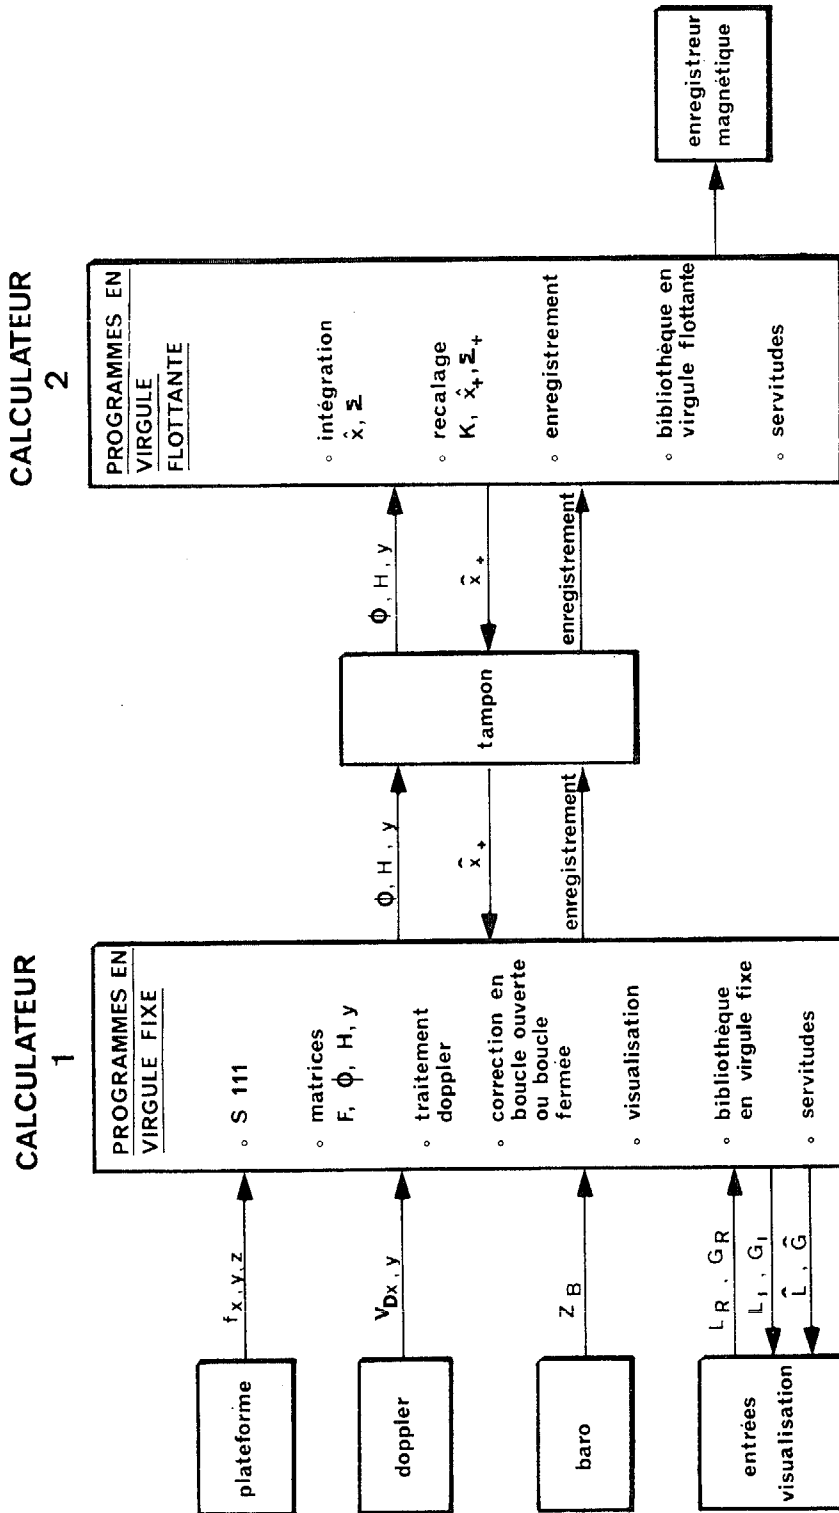 CALCULATEUR
1
CALCULATEUR
2
plateforme
doppler
baro
entrées
visualisation
f x, y, z
V Dx, y
Z B
L R , G R
L I , G I
L̂ , Ĝ
PROGRAMMES EN
VIRGULE FIXE
◦ S 111
◦ matrices
F, ϕ, H, y
◦ traitement
doppler
◦ correction en
boucle ouverte
ou boucle
fermée
◦ visualisation
◦ bibliothèque
en virgule fixe
◦ servitudes
ϕ, H, y
x̂ +
enregistrement
tampon
ϕ, H, y
x̂ +
enregistrement
PROGRAMMES EN
VIRGULE
FLOTTANTE
◦ intégration
x̂, Σ
◦ recalage
K, x̂+, Σ+
◦ enregistrement
◦ bibliothèque en
virgule flottante
◦ servitudes
enregistreur
magnétique